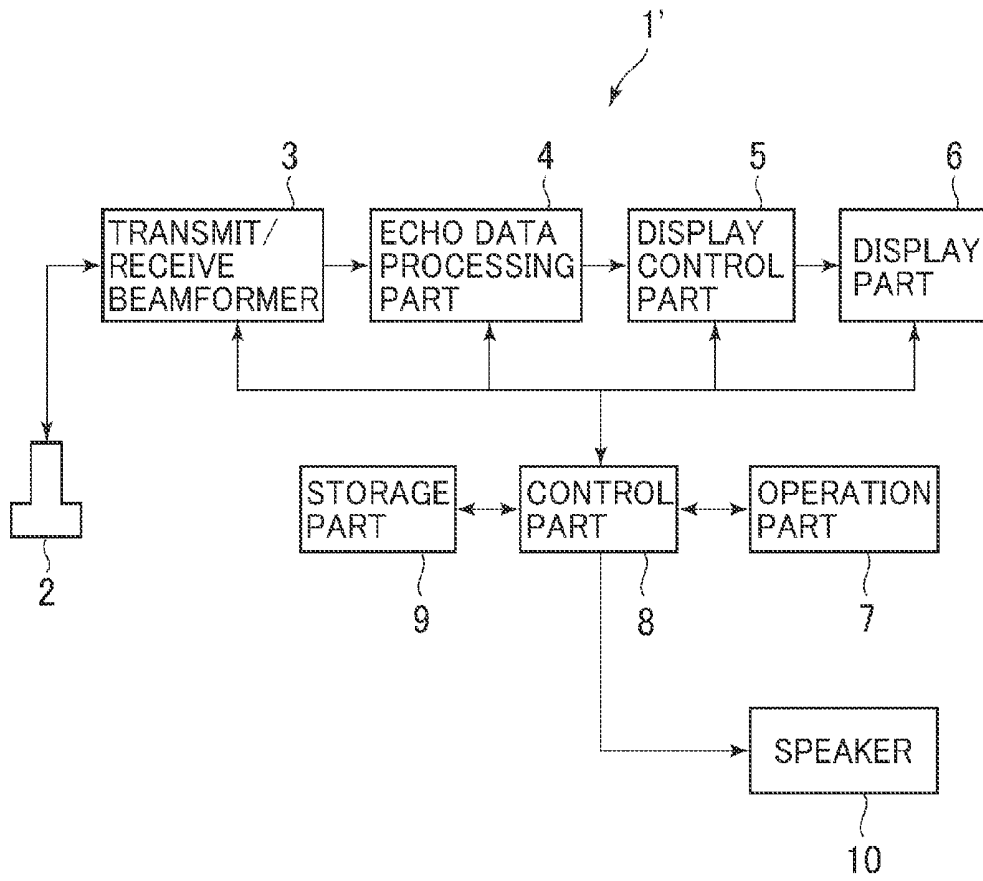 1'
3
4
5
6
TRANSMIT/
RECEIVE
BEAMFORMER
ECHO DATA
PROCESSING
PART
DISPLAY
CONTROL
PART
DISPLAY
PART
2
STORAGE
PART
CONTROL
PART
OPERATION
PART
9
8
7
SPEAKER
10